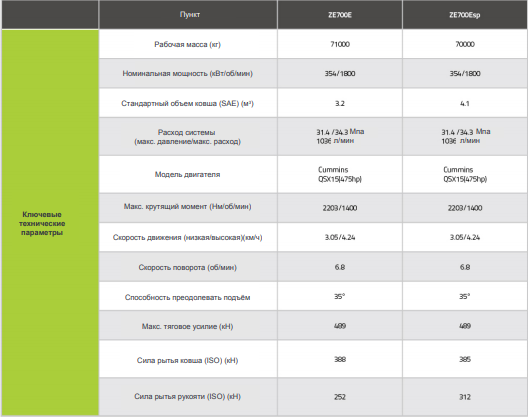 Пункт ZE700E ZE700Esp
Ключевые
технические
параметры
Рабочая масса (кг) 71000 70000
Номинальная мощность (кВт/об/мин) 354/1800 354/1800
Стандартный объем ковша (SAE) (м³) 3.2 4.1
Расход системы
(макс. давление/макс. расход)
31.4 /34.3 Мпа
1036 л/мин
31.4 /34.3 Мпа
1036 л/мин
Модель двигателя
Cummins
QSX15(475hp)
Cummins
QSX15(475hp)
Макс. крутящий момент (Нм/об/мин) 2203/1400 2203/1400
Скорость движения (низкая/высокая)(км/ч) 3.05/4.24 3.05/4.24
Скорость поворота (об/мин) 6.8 6.8
Способность преодолевать подъём 35° 35°
Макс. тяговое усилие (кН) 489 489
Сила рытья ковша (ISO) (кН) 388 385
Сила рытья рукояти (ISO) (кН) 252 312